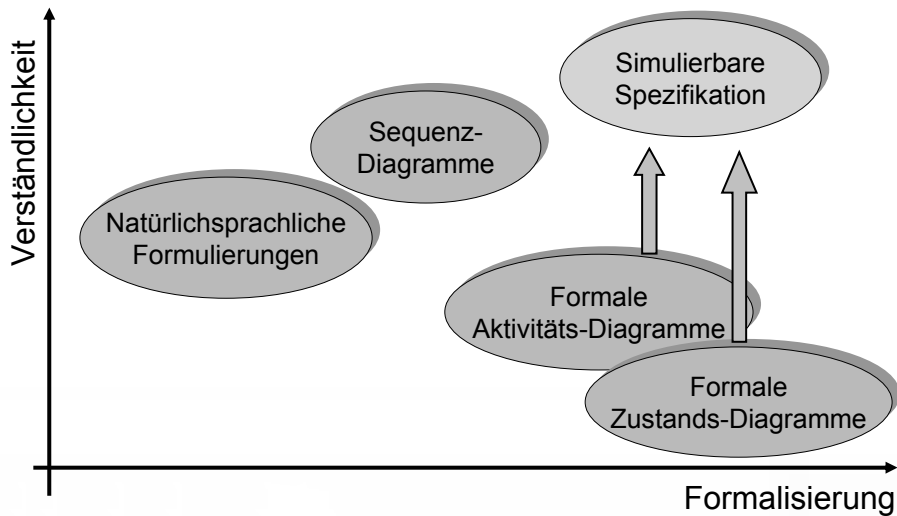 Verständlichkeit
Simulierbare
Spezifikation
Sequenz-
Diagramme
Natürlichsprachliche
Formulierungen
Formale
Aktivitäts-Diagramme
Formale
Zustands-Diagramme
Formalisierung